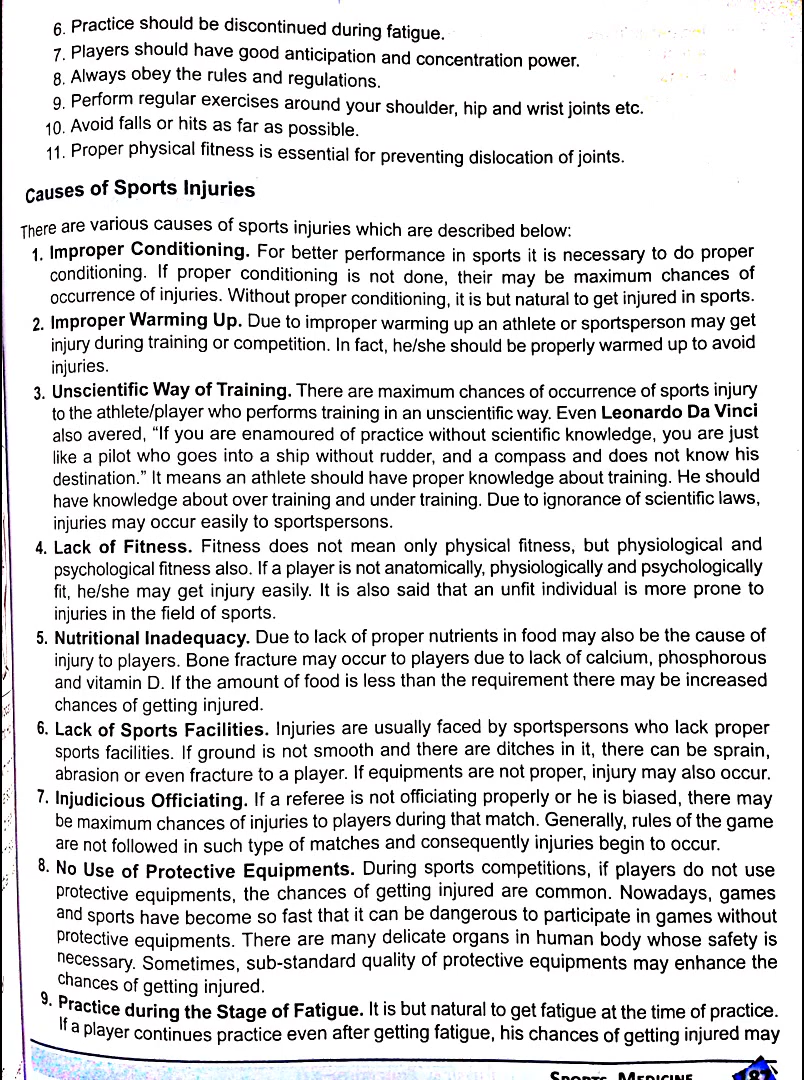 6. Practice should be discontinued during fatigue.
7. Players should have good anticipation and concentration power.
8. Always obey the rules and regulations.
9. Perform regular exercises around your shoulder, hip and wrist joints etc.
10. Avoid falls or hits as far as possible.
11. Proper physical fitness is essential for preventing dislocation of joints.
Causes of Sports Injuries
There are various causes of sports injuries which are described below:
1. Improper Conditioning. For better performance in sports it is necessary to do proper
conditioning. If proper conditioning is not done, their may be maximum chances of
occurrence of injuries. Without proper conditioning, it is but natural to get injured in sports.
2. Improper Warming Up. Due to improper warming up an athlete or sportsperson may get
injury during training or competition. In fact, he/she should be properly warmed up to avoid
injuries.
3. Unscientific Way of Training. There are maximum chances of occurrence of sports injury
to the athlete/player who performs training in an unscientific way. Even Leonardo Da Vinci
also avered, “If you are enamoured of practice without scientific knowledge, you are just
like a pilot who goes into a ship without rudder, and a compass and does not know his
destination.” It means an athlete should have proper knowledge about training. He should
have knowledge about over training and under training. Due to ignorance of scientific laws,
injuries may occur easily to sportspersons.
4. Lack of Fitness. Fitness does not mean only physical fitness, but physiological and
psychological fitness also. If a player is not anatomically, physiologically and psychologically
fit, he/she may get injury easily. It is also said that an unfit individual is more prone to
injuries in the field of sports.
5. Nutritional Inadequacy. Due to lack of proper nutrients in food may also be the cause of
injury to players. Bone fracture may occur to players due to lack of calcium, phosphorous
and vitamin D. If the amount of food is less than the requirement there may be increased
chances of getting injured.
6. Lack of Sports Facilities. Injuries are usually faced by sportspersons who lack proper
sports facilities. If ground is not smooth and there are ditches in it, there can be sprain,
abrasion or even fracture to a player. If equipments are not proper, injury may also occur.
7. Injudicious Officiating. If a referee is not officiating properly or he is biased, there may
be maximum chances of injuries to players during that match. Generally, rules of the game
are not followed in such type of matches and consequently injuries begin to occur.
8. No Use of Protective Equipments. During sports competitions, if players do not use
protective equipments, the chances of getting injured are common. Nowadays, games
and sports have become so fast that it can be dangerous to participate in games without
protective equipments. There are many delicate organs in human body whose safety is
necessary. Sometimes, sub-standard quality of protective equipments may enhance the
chances of getting injured.
9. Practice during the Stage of Fatigue. It is but natural to get fatigue at the time of practice.
If a player continues practice even after getting fatigue, his chances of getting injured may
SPORTS MEDICINE